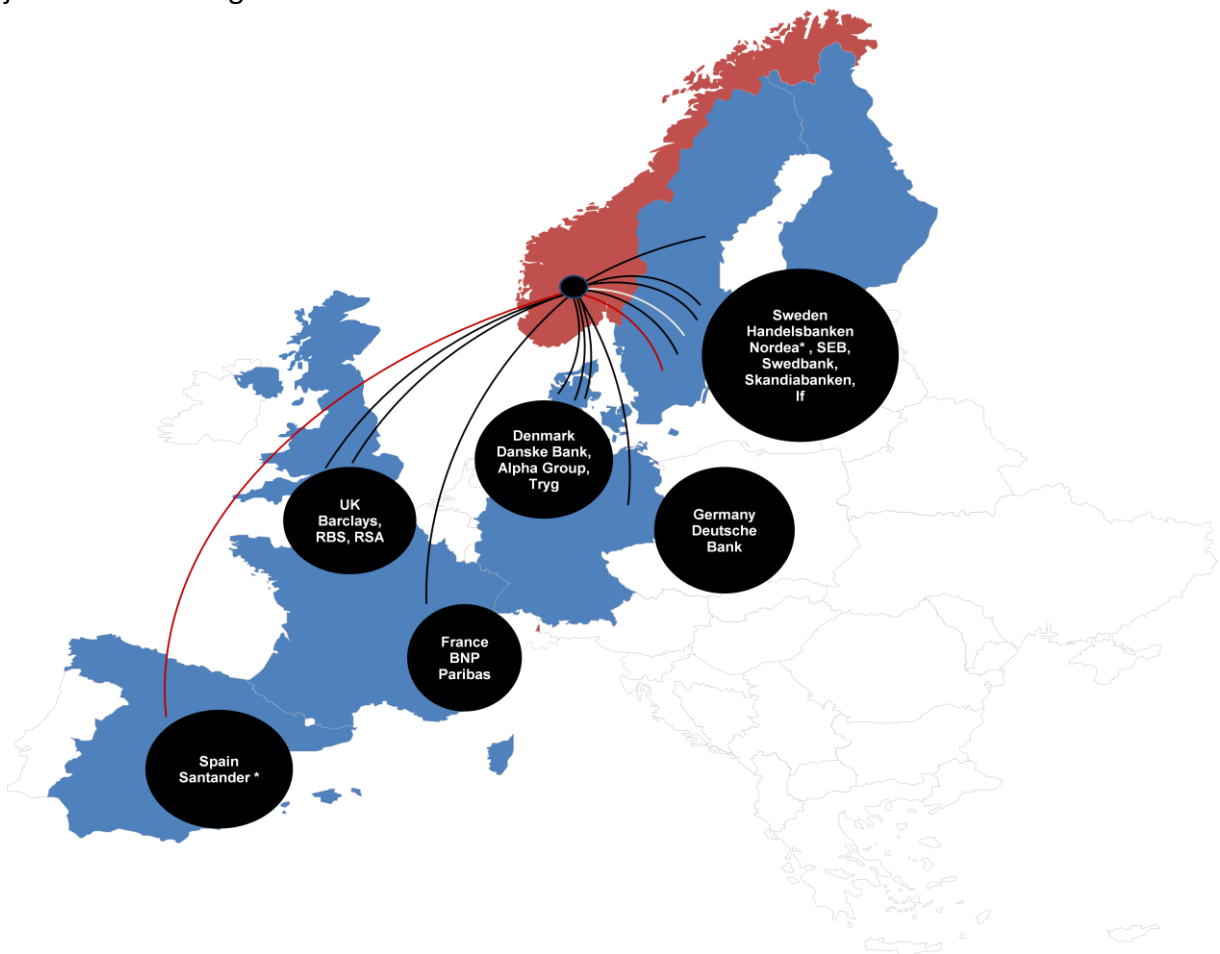 Sweden
Handelsbanken
Nordea* , SEB,
Swedbank,
Skandiabanken,
If
Denmark
Danske Bank,
Alpha Group,
Tryg
UK
Barclays,
RBS, RSA
Germany
Deutsche
Bank
France
BNP
Paribas
Spain
Santander *